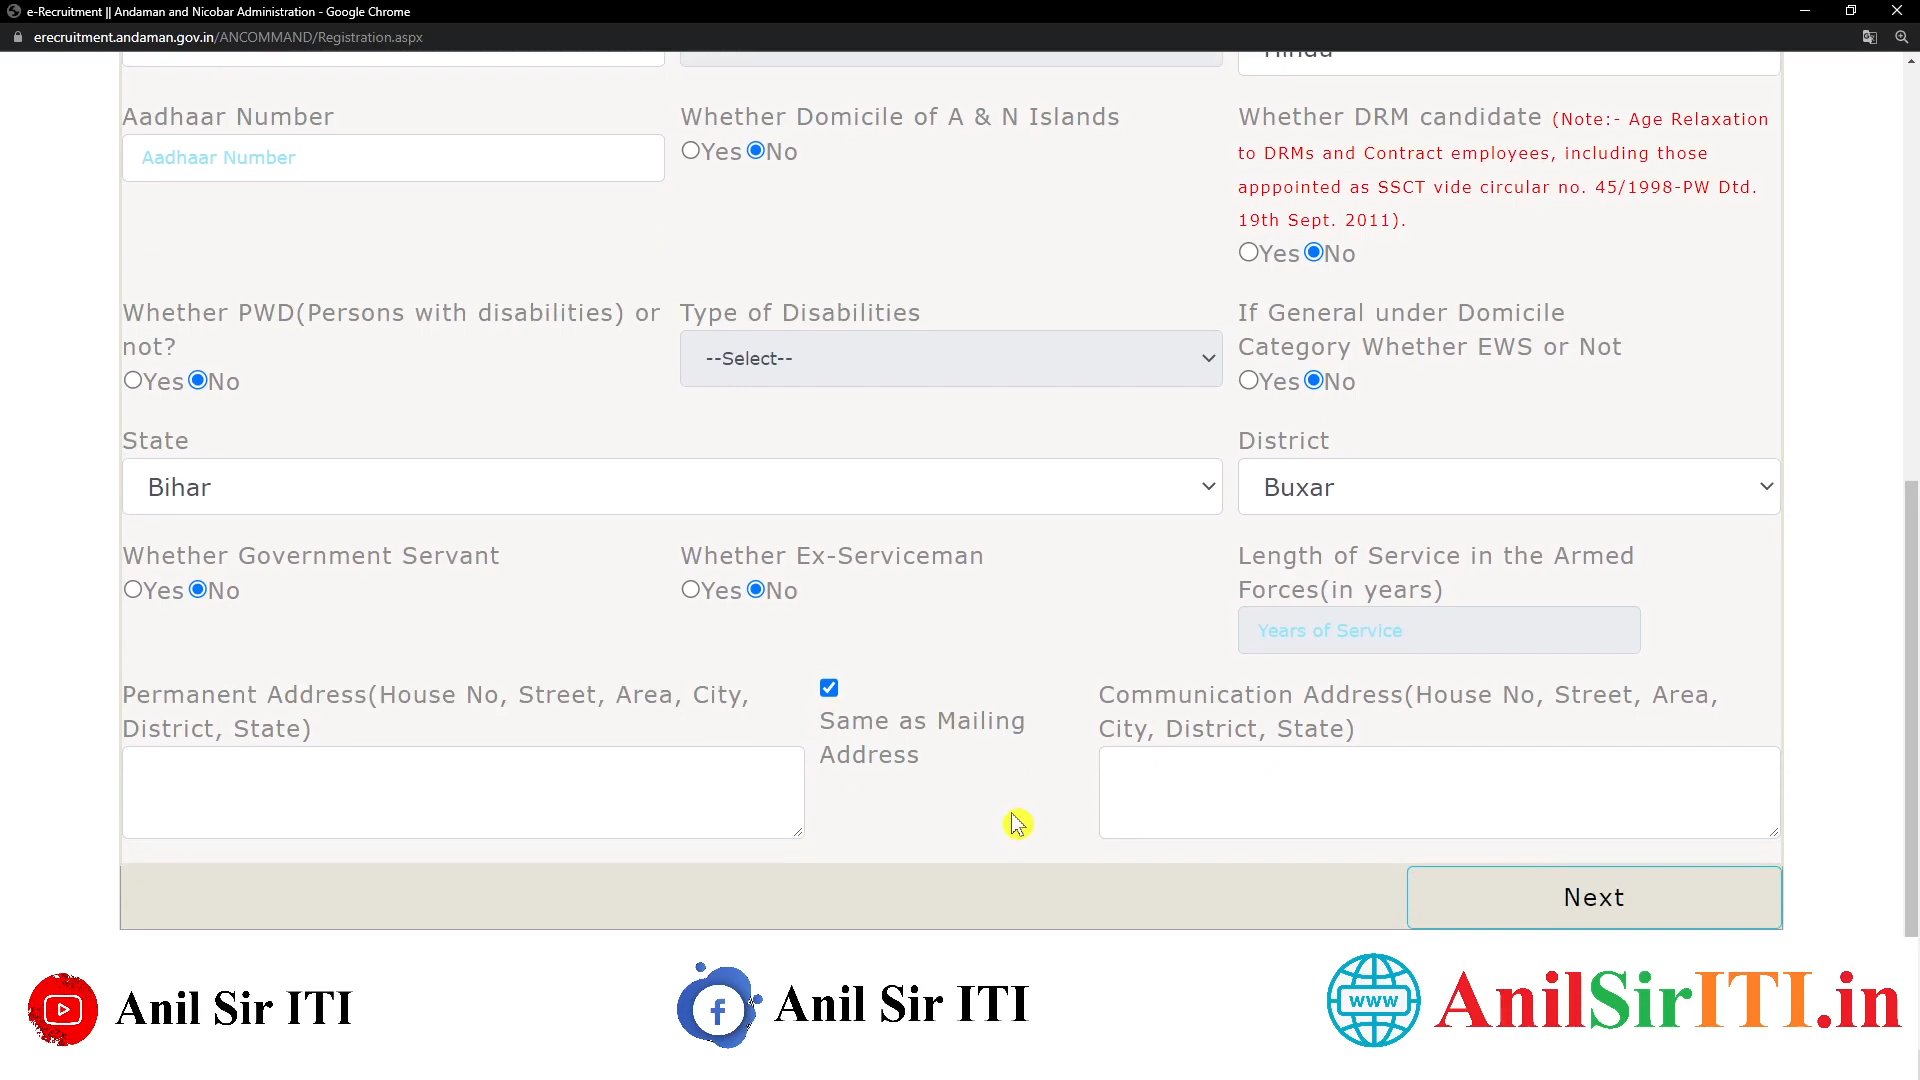 e-Recruitment || Andaman and Nicobar Administration - Google Chrome
erecruitment.andaman.gov.in/ANCOMMAND/Registration.aspx
Hindu
Aadhaar Number
Aadhaar Number
Whether Domicile of A & N Islands
Yes No
Whether DRM candidate (Note:- Age Relaxation
to DRMs and Contract employees, including those
apppointed as SSCT vide circular no. 45/1998-PW Dtd.
19th Sept. 2011).
Yes No
Whether PWD(Persons with disabilities) or
not?
Yes No
Type of Disabilities
--Select--
If General under Domicile
Category Whether EWS or Not
Yes No
State
Bihar
District
Buxar
Whether Government Servant
Yes No
Whether Ex-Serviceman
Yes No
Length of Service in the Armed
Forces(in years)
Years of Service
Permanent Address(House No, Street, Area, City,
District, State)
Same as Mailing
Address
Communication Address(House No, Street, Area,
City, District, State)
Next
Anil Sir ITI
f
Anil Sir ITI
www
AnilSirITI.in